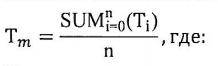 T_m = SUM_{i=0}^{n}(T_i) / n, где: